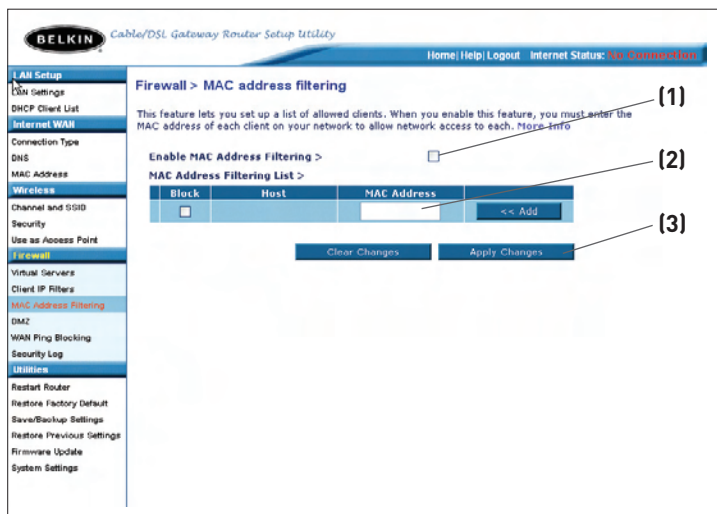 BELKIN
Cable/DSL Gateway Router Setup Utility
Home|Help|Logout Internet Status: No Connection
LAN Setup
LAN Settings
DHCP Client List
Internet WAN
Connection Type
DNS
MAC Address
Wireless
Channel and SSID
Security
Use as Access Point
Firewall
Virtual Servers
Client IP Filters
MAC Address Filtering
DMZ
WAN Ping Blocking
Security Log
Utilities
Restart Router
Restore Factory Default
Save/Backup Settings
Restore Previous Settings
Firmware Update
System Settings
Firewall > MAC address filtering
This feature lets you set up a list of allowed clients. When you enable this feature, you must enter the
MAC address of each client on your network to allow network access to each. More Info
(1)
Enable MAC Address Filtering >
MAC Address Filtering List >
(2)
Block Host MAC Address
<< Add
(3)
Clear Changes Apply Changes